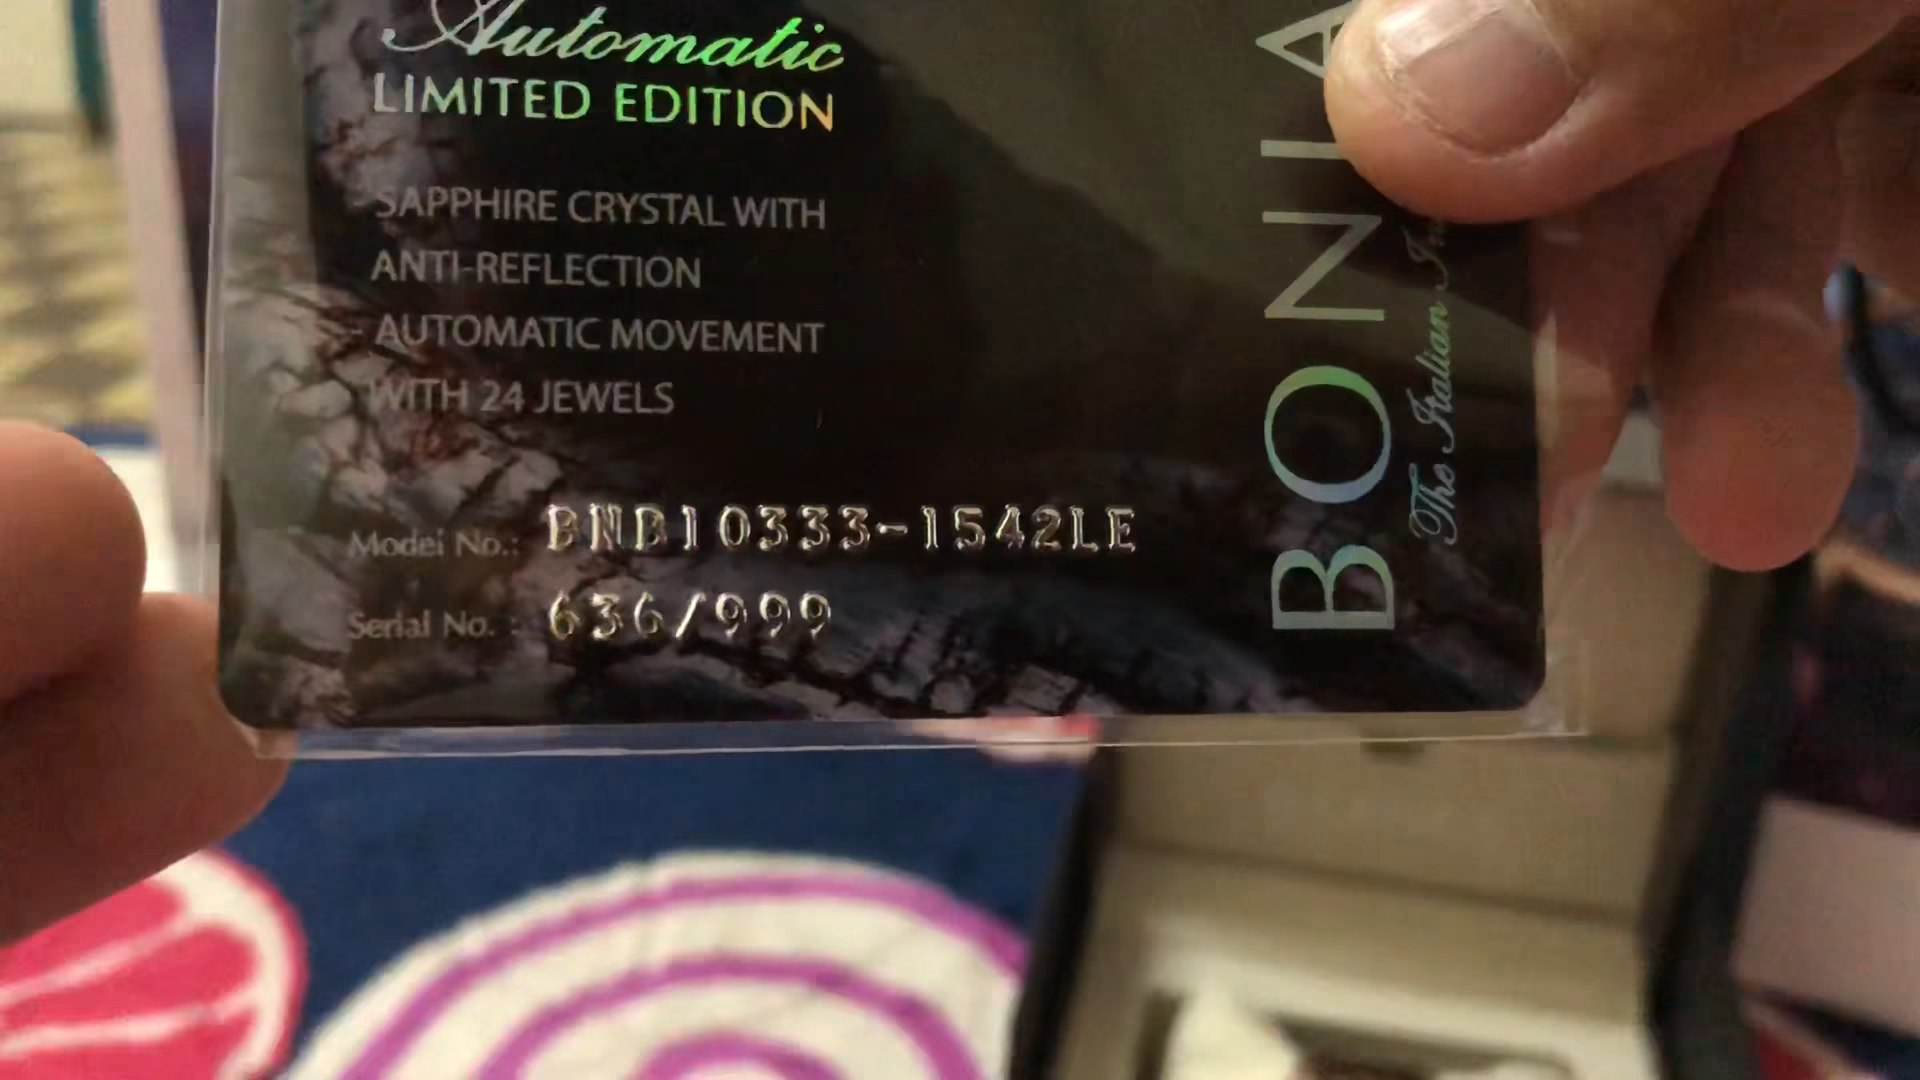 Automatic
LIMITED EDITION
- SAPPHIRE CRYSTAL WITH
ANTI-REFLECTION
- AUTOMATIC MOVEMENT
WITH 24 JEWELS
Model No.: BNB10333-1542LE
Serial No. : 636/999
BONIA
The Italian